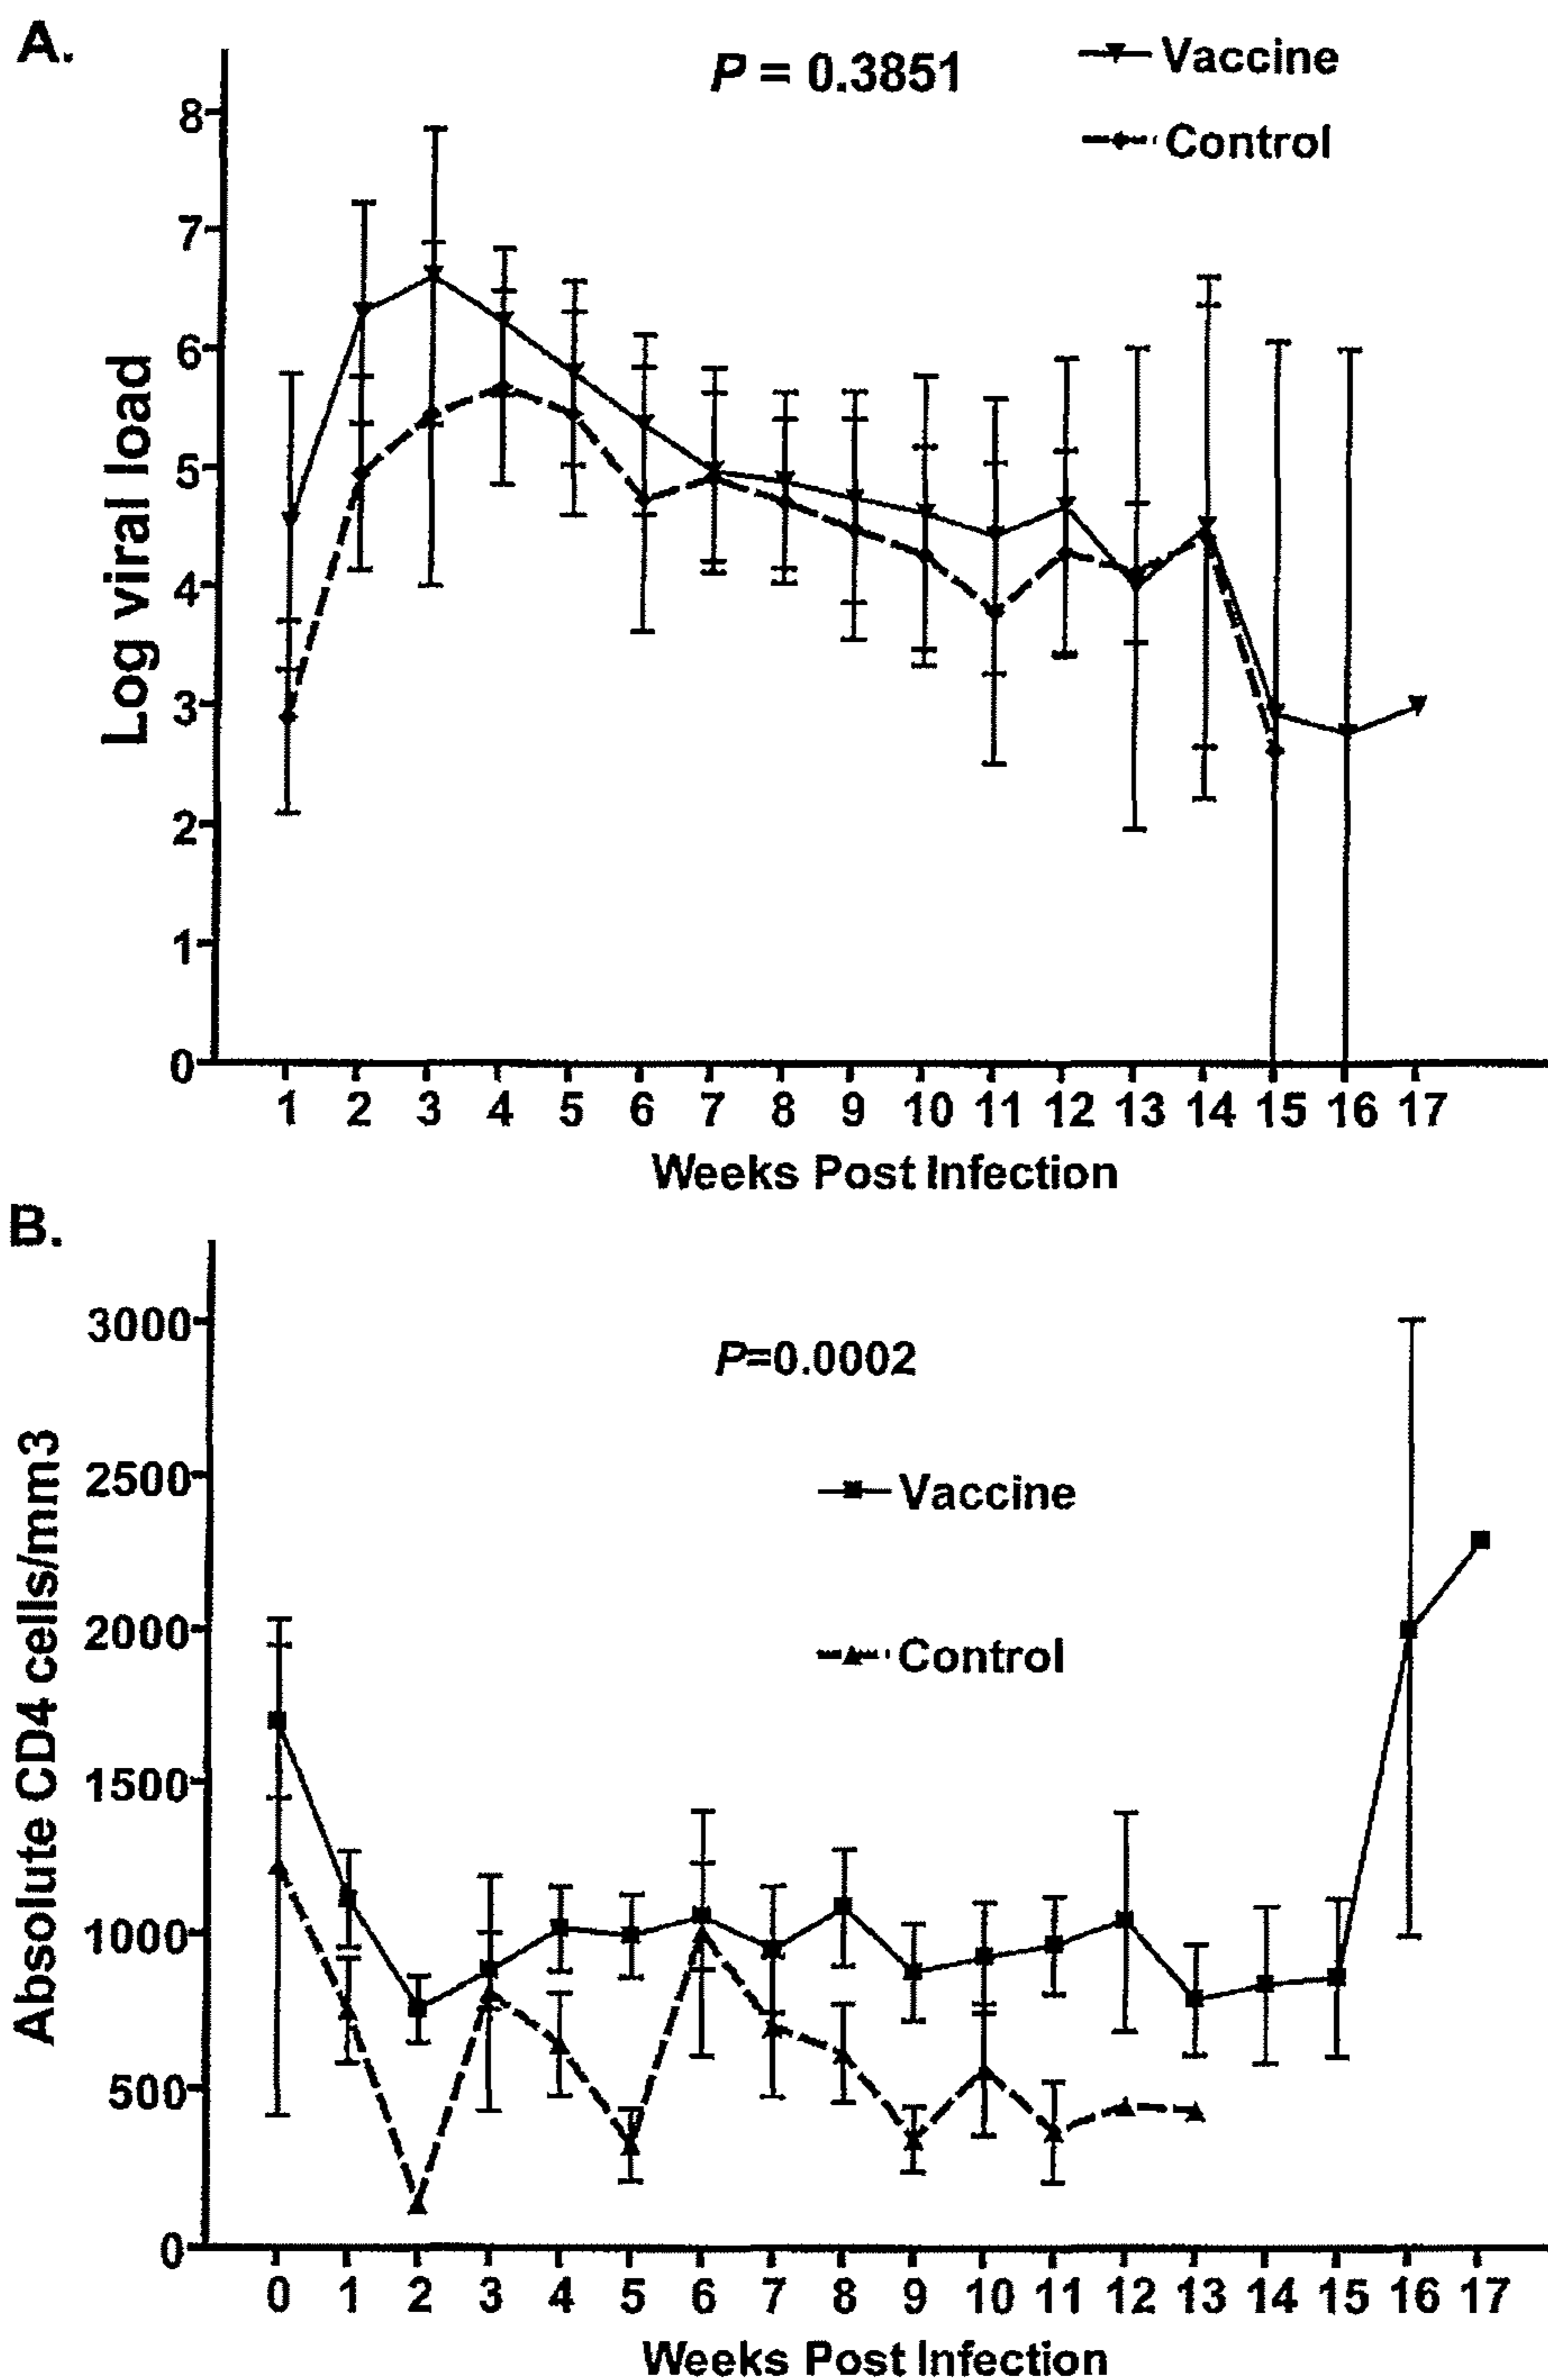 A.
P = 0.3851
Vaccine
Control
Log viral load
8
7
6
5
4
3
2
1
0
1 2 3 4 5 6 7 8 9 10 11 12 13 14 15 16 17
Weeks Post Infection
B.
P=0.0002
Vaccine
Control
Absolute CD4 cells/mm3
3000
2500
2000
1500
1000
500
0
0 1 2 3 4 5 6 7 8 9 10 11 12 13 14 15 16 17
Weeks Post Infection